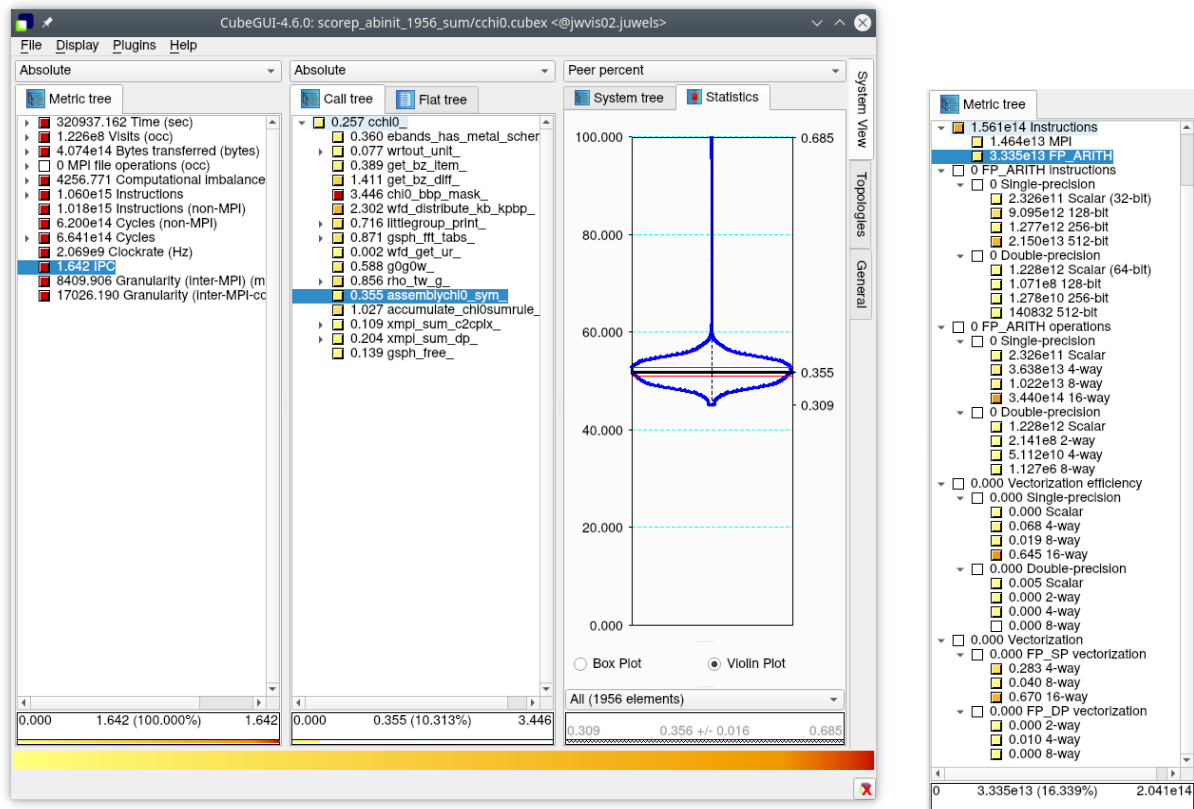 CubeGUI-4.6.0: scorep_abinit_1956_sum/cchi0.cubex <@jwvis02.juwels>
File Display Plugins Help
Absolute
Metric tree
320937.162 Time (sec)
1.226e8 Visits (occ)
4.074e14 Bytes transferred (bytes)
0 MPI file operations (occ)
4256.771 Computational imbalance
1.060e15 Instructions
1.018e15 Instructions (non-MPI)
6.200e14 Cycles (non-MPI)
6.641e14 Cycles
2.069e9 Clockrate (Hz)
1.642 IPC
8409.906 Granularity (inter-MPI) (m
17026.190 Granularity (inter-MPI-cc
0.000 1.642 (100.000%) 1.642
Absolute
Call tree Flat tree
0.257 cchi0_
0.360 ebands_has_metal_scher
0.077 wrtout_unit_
0.389 get_bz_item_
1.411 get_bz_diff_
3.446 chi0_bbp_mask_
2.302 wfd_distribute_kb_kpbp_
0.716 littlegroup_print_
0.871 gsph_fft_tabs_
0.002 wfd_get_ur_
0.588 g0g0w_
0.856 rho_tw_g_
0.355 assemblychi0_sym_
1.027 accumulate_chi0sumrule_
0.109 xmpi_sum_c2cplx_
0.204 xmpi_sum_dp_
0.139 gsph_free_
0.000 0.355 (10.313%) 3.446
Peer percent
System tree Statistics
100.000 0.685
80.000
60.000
0.355
0.309
40.000
20.000
0.000
Box Plot Violin Plot
All (1956 elements)
0.309 0.356 +/- 0.016 0.685
System View
Topologies
General
Metric tree
1.561e14 Instructions
1.464e13 MPI
3.335e13 FP_ARITH
0 FP_ARITH instructions
0 Single-precision
2.326e11 Scalar (32-bit)
9.095e12 128-bit
1.277e12 256-bit
2.150e13 512-bit
0 Double-precision
1.228e12 Scalar (64-bit)
1.071e8 128-bit
1.278e10 256-bit
140832 512-bit
0 FP_ARITH operations
0 Single-precision
2.326e11 Scalar
3.638e13 4-way
1.022e13 8-way
3.440e14 16-way
0 Double-precision
1.228e12 Scalar
2.141e8 2-way
5.112e10 4-way
1.127e6 8-way
0.000 Vectorization efficiency
0.000 Single-precision
0.000 Scalar
0.068 4-way
0.019 8-way
0.645 16-way
0.000 Double-precision
0.005 Scalar
0.000 2-way
0.000 4-way
0.000 8-way
0.000 Vectorization
0.000 FP_SP vectorization
0.283 4-way
0.040 8-way
0.670 16-way
0.000 FP_DP vectorization
0.000 2-way
0.010 4-way
0.000 8-way
0 3.335e13 (16.339%) 2.041e14